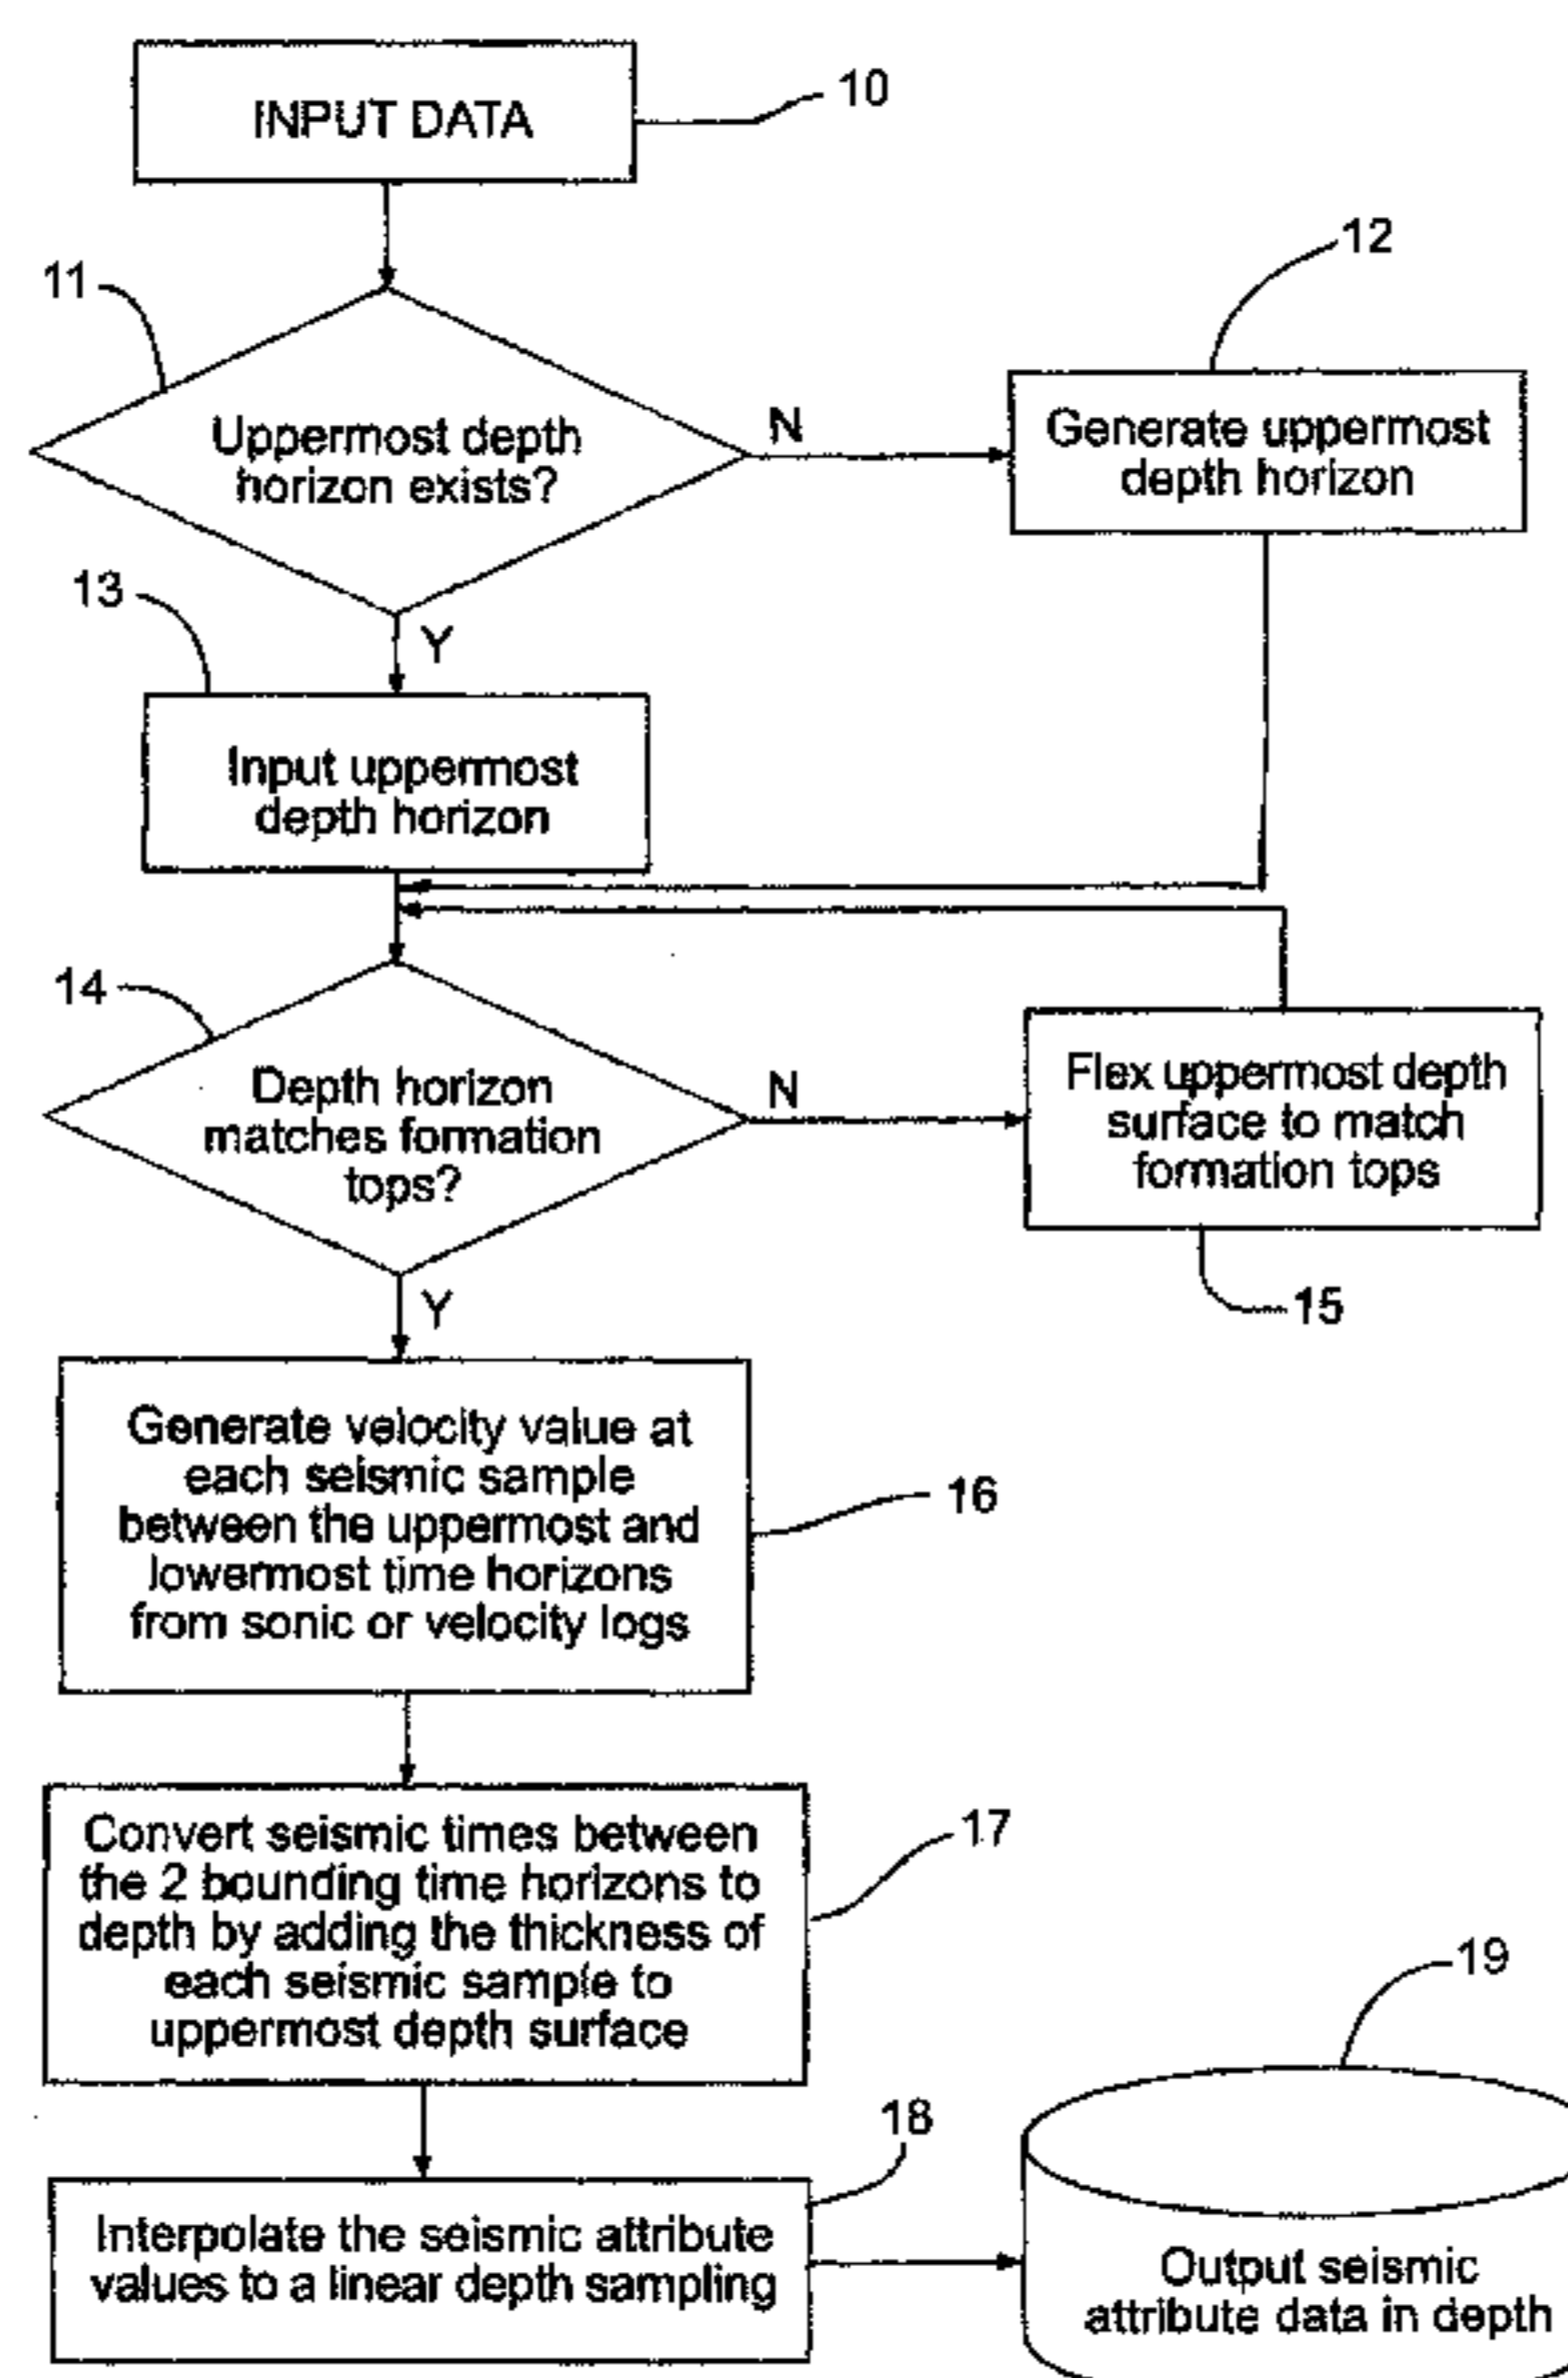 INPUT DATA
10
11
Uppermost depth
horizon exists?
N
12
Generate uppermost
depth horizon
Y
13
Input uppermost
depth horizon
14
Depth horizon
matches formation
tops?
N
Flex uppermost depth
surface to match
formation tops
15
Y
Generate velocity value at
each seismic sample
between the uppermost and
lowermost time horizons
from sonic or velocity logs
16
Convert seismic times between
the 2 bounding time horizons to
depth by adding the thickness of
each seismic sample to
uppermost depth surface
17
18
Interpolate the seismic attribute
values to a linear depth sampling
19
Output seismic
attribute data in depth